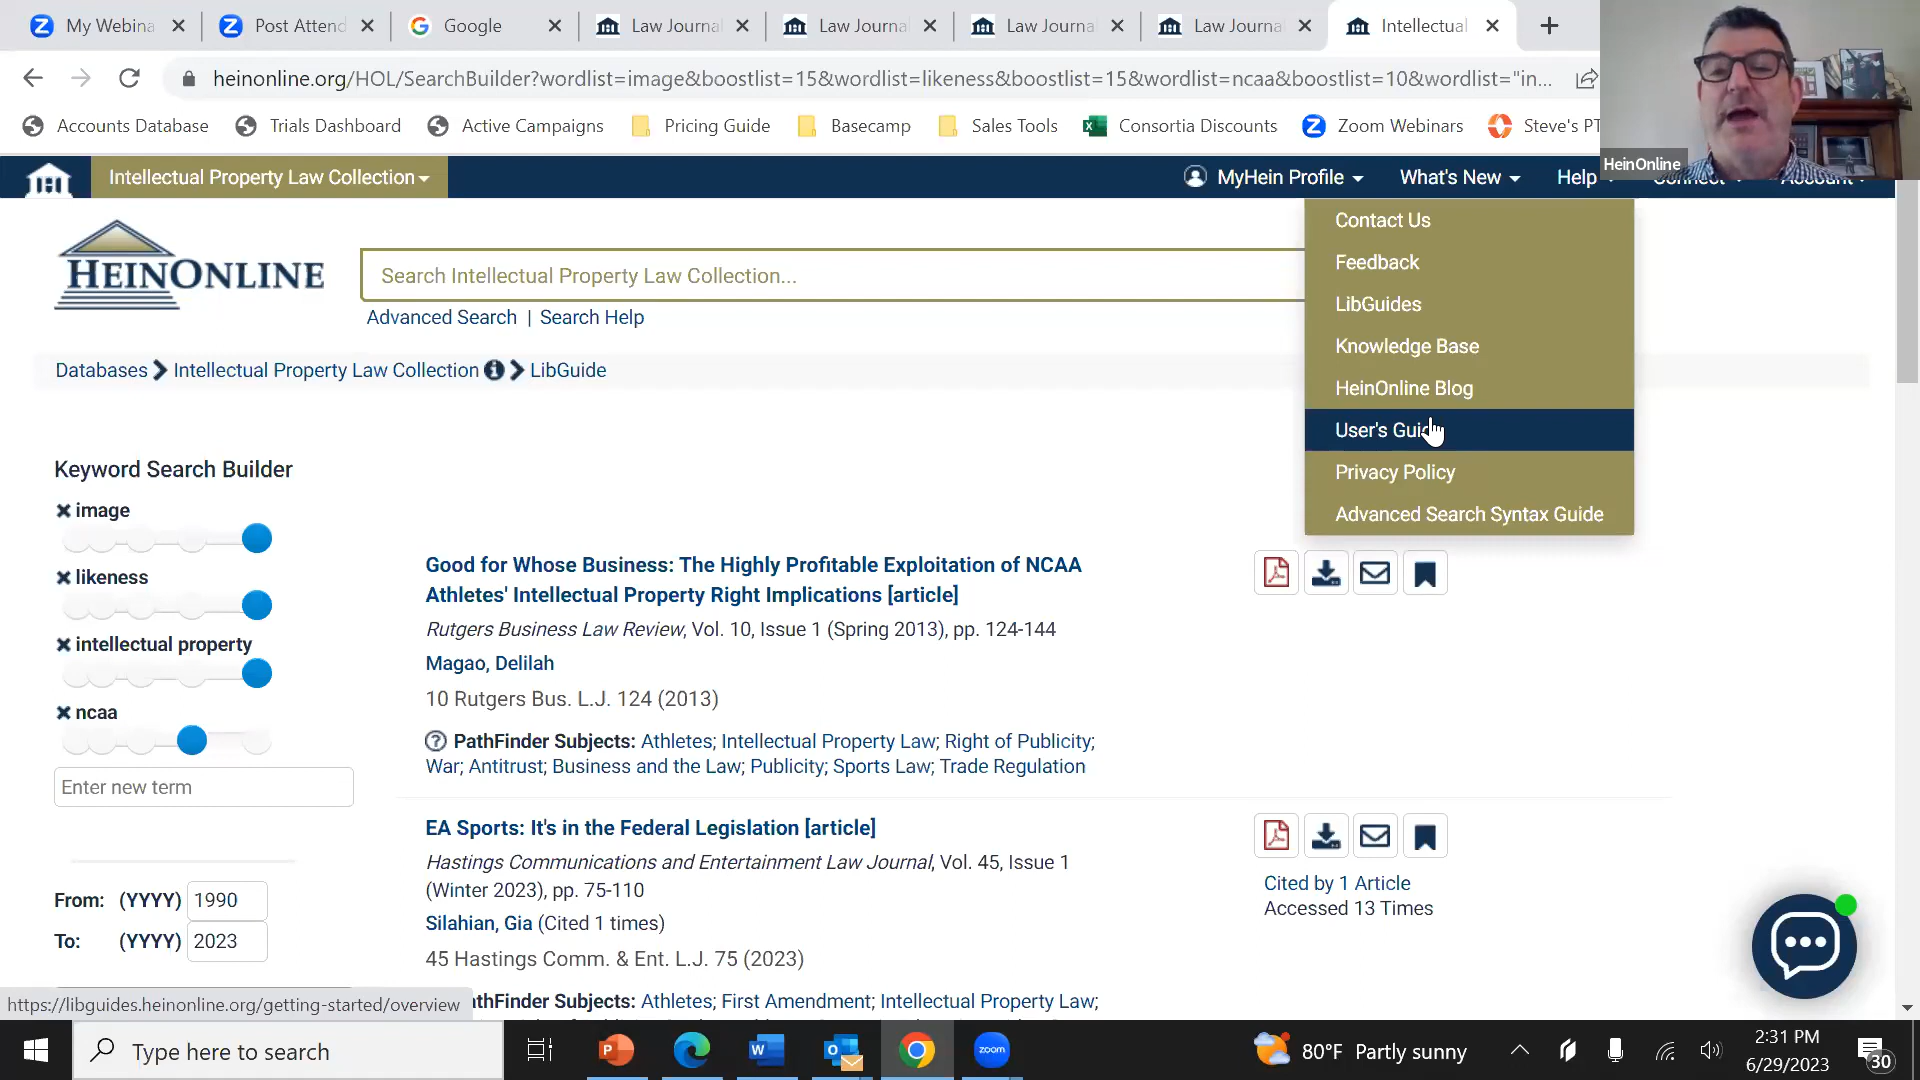 My Webina
Post Attend
Google
Law Journa
Law Journa
Law Journa
Law Journa
Intellectual
heinonline.org/HOL/SearchBuilder?wordlist=image&boostlist=15&wordlist=likeness&boostlist=15&wordlist=ncaa&boostlist=10&wordlist="in...
Accounts Database
Trials Dashboard
Active Campaigns
Pricing Guide
Basecamp
Sales Tools
Consortia Discounts
Zoom Webinars
Steve's PT
HeinOnline
Intellectual Property Law Collection
MyHein Profile
What's New
Help
Connect
Account
HEINONLINE
Search Intellectual Property Law Collection...
Advanced Search | Search Help
Contact Us
Feedback
LibGuides
Knowledge Base
HeinOnline Blog
User's Guid
Privacy Policy
Advanced Search Syntax Guide
Databases Intellectual Property Law Collection LibGuide
Keyword Search Builder
image
likeness
intellectual property
ncaa
Enter new term
From: (YYYY) 1990
To: (YYYY) 2023
Good for Whose Business: The Highly Profitable Exploitation of NCAA
Athletes' Intellectual Property Right Implications [article]
Rutgers Business Law Review, Vol. 10, Issue 1 (Spring 2013), pp. 124-144
Magao, Delilah
10 Rutgers Bus. L.J. 124 (2013)
PathFinder Subjects: Athletes; Intellectual Property Law; Right of Publicity;
War; Antitrust; Business and the Law; Publicity; Sports Law; Trade Regulation
EA Sports: It's in the Federal Legislation [article]
Hastings Communications and Entertainment Law Journal, Vol. 45, Issue 1
(Winter 2023), pp. 75-110
Silahian, Gia (Cited 1 times)
45 Hastings Comm. & Ent. L.J. 75 (2023)
Cited by 1 Article
Accessed 13 Times
thFinder Subjects: Athletes; First Amendment; Intellectual Property Law;
https://libguides.heinonline.org/getting-started/overview
Type here to search
zoom
80°F Partly sunny
2:31 PM
6/29/2023
30